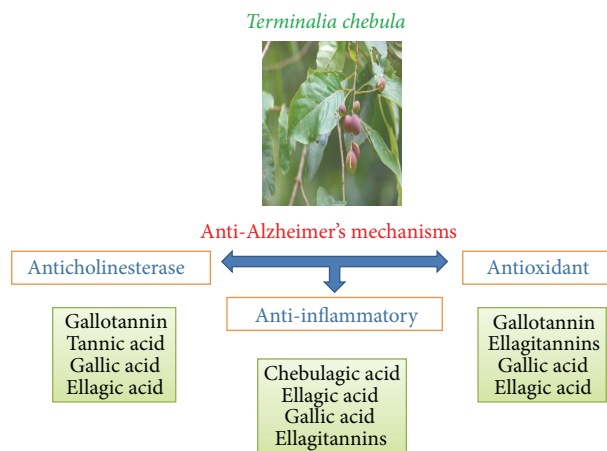 Terminalia chebula
Anti-Alzheimer's mechanisms
Anticholinesterase
Antioxidant
Anti-inflammatory
Gallotannin
Tannic acid
Gallic acid
Ellagic acid
Chebulagic acid
Ellagic acid
Gallic acid
Ellagitannins
Gallotannin
Ellagitannins
Gallic acid
Ellagic acid